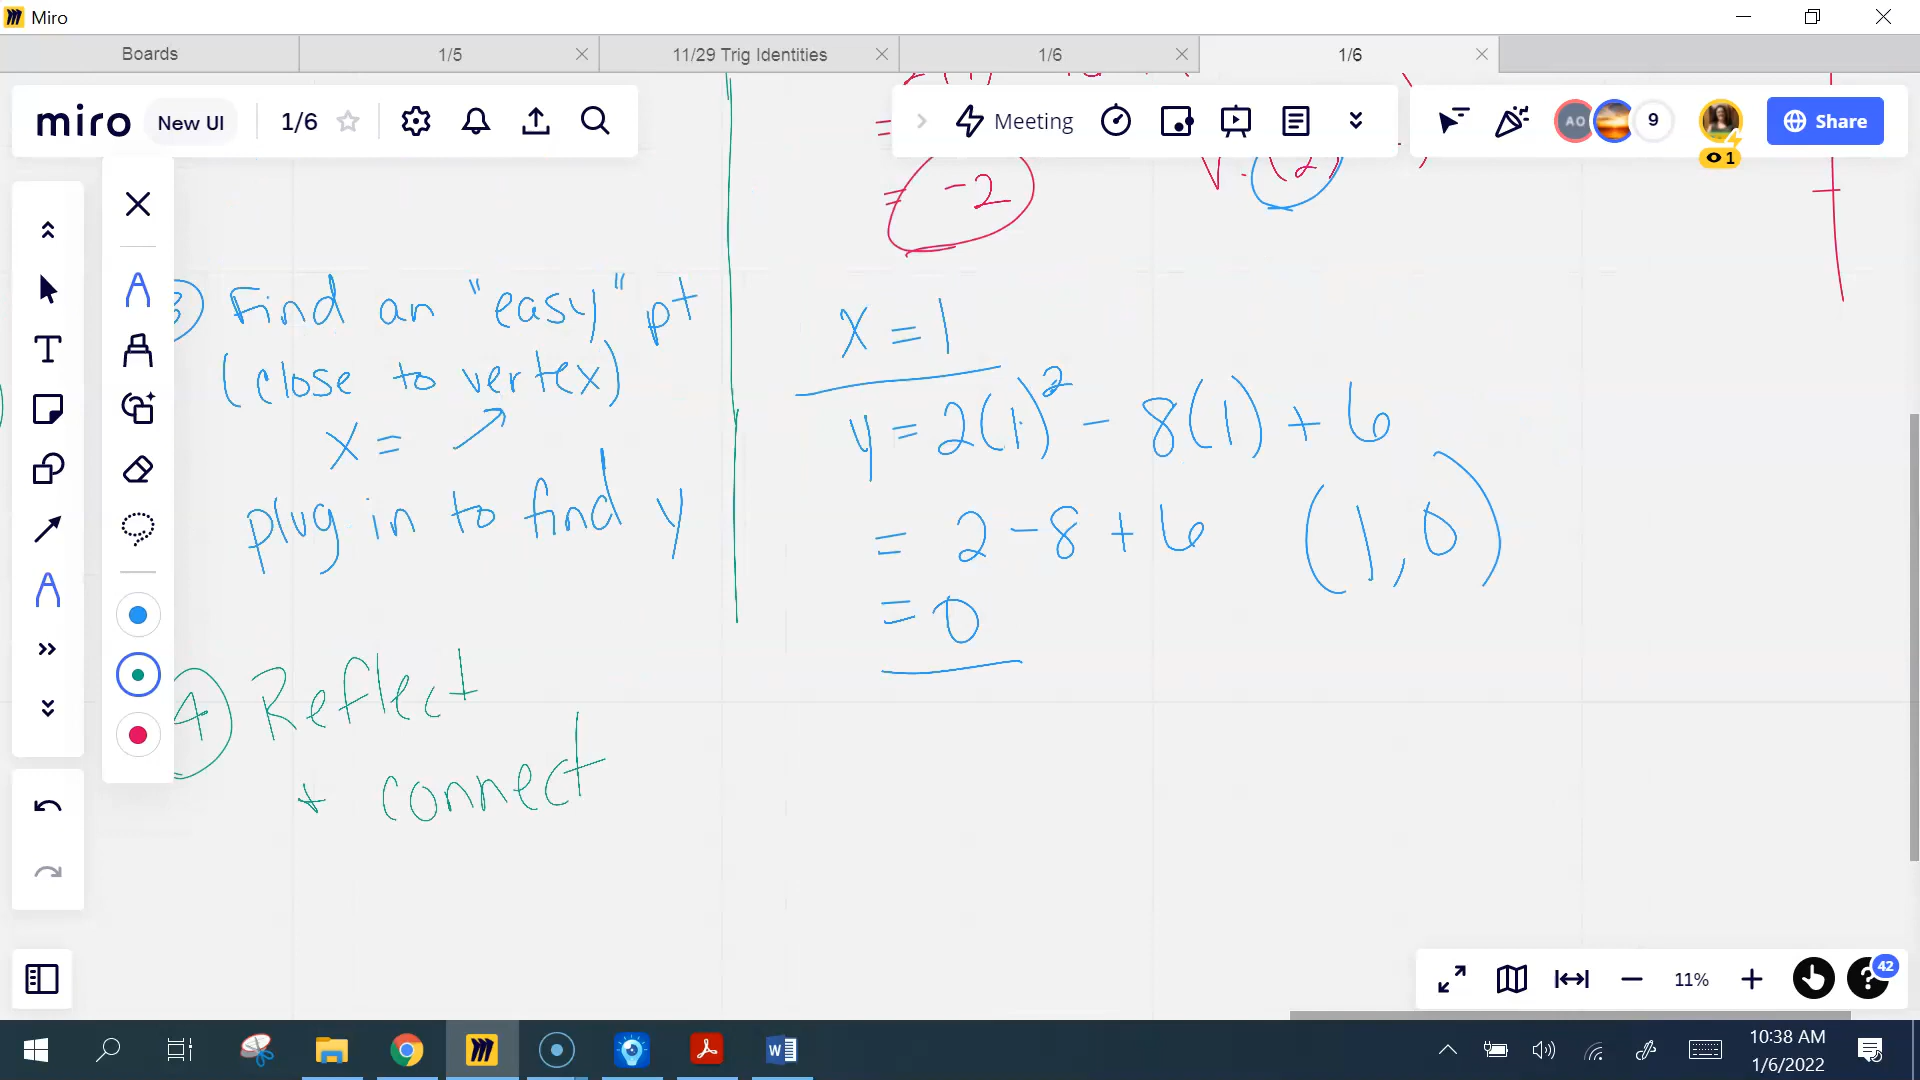 Miro
Boards
1/5
11/29 Trig Identities
1/6
1/6
miro
New UI
1/6
Meeting
AO
9
Share
1
= -2
V: (2,
3 Find an "easy" pt
(close to vertex)
x =
plug in to find y
x = 1
y = 2(1)² - 8(1) + 6
= 2 - 8 + 6 (1, 0)
= 0
4 Reflect
+ connect
11%
42
10:38 AM
1/6/2022